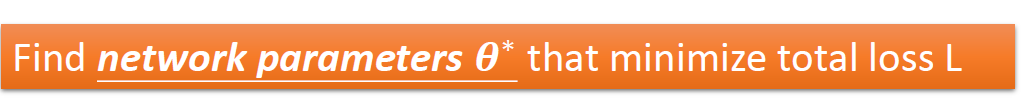 Find network parameters θ* that minimize total loss L